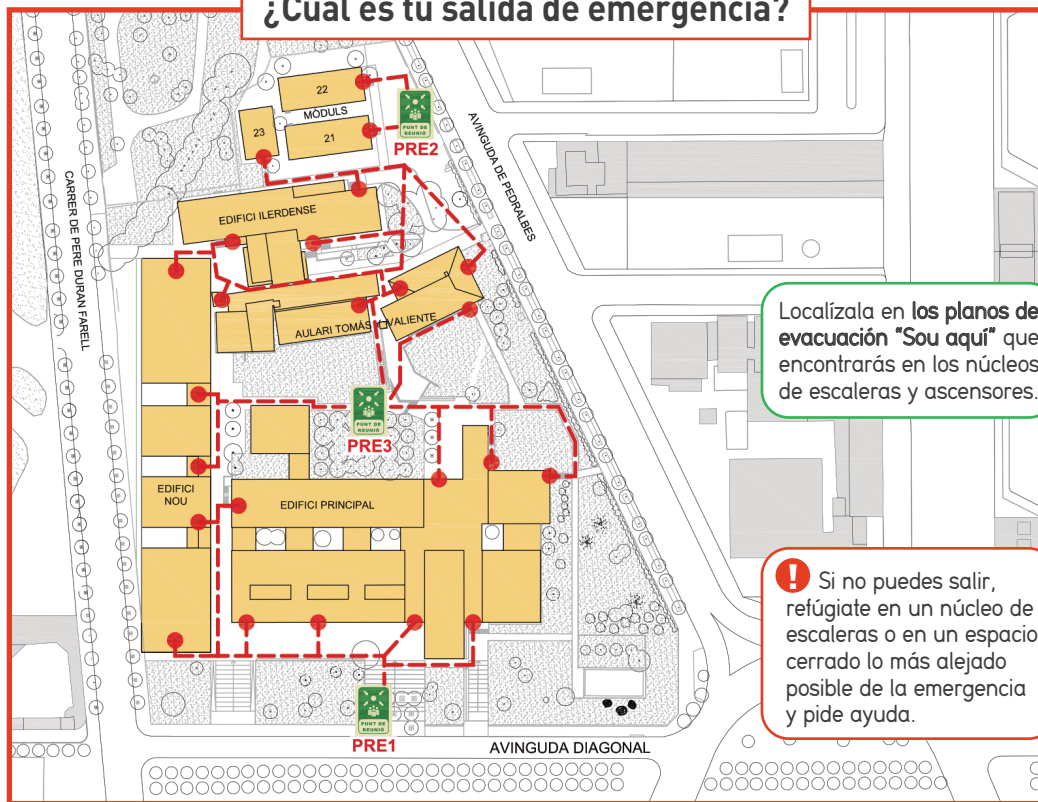 ¿Cuál es tu salida de emergencia?
22
MÒDULS
23
21
PUNT DE
REUNIÓ
PRE2
AVINGUDA DE PEDRALBES
CARRER DE PERE DURAN FARELL
EDIFICI ILERDENSE
AULARI TOMÁS Y VALIENTE
Localízala en los planos de
evacuación "Sou aquí" que
encontrarás en los núcleos
de escaleras y ascensores.
PUNT DE
REUNIÓ
PRE3
EDIFICI
NOU
EDIFICI PRINCIPAL
! Si no puedes salir,
refúgiate en un núcleo de
escaleras o en un espacio
cerrado lo más alejado
posible de la emergencia
y pide ayuda.
PUNT DE
REUNIÓ
PRE1
AVINGUDA DIAGONAL